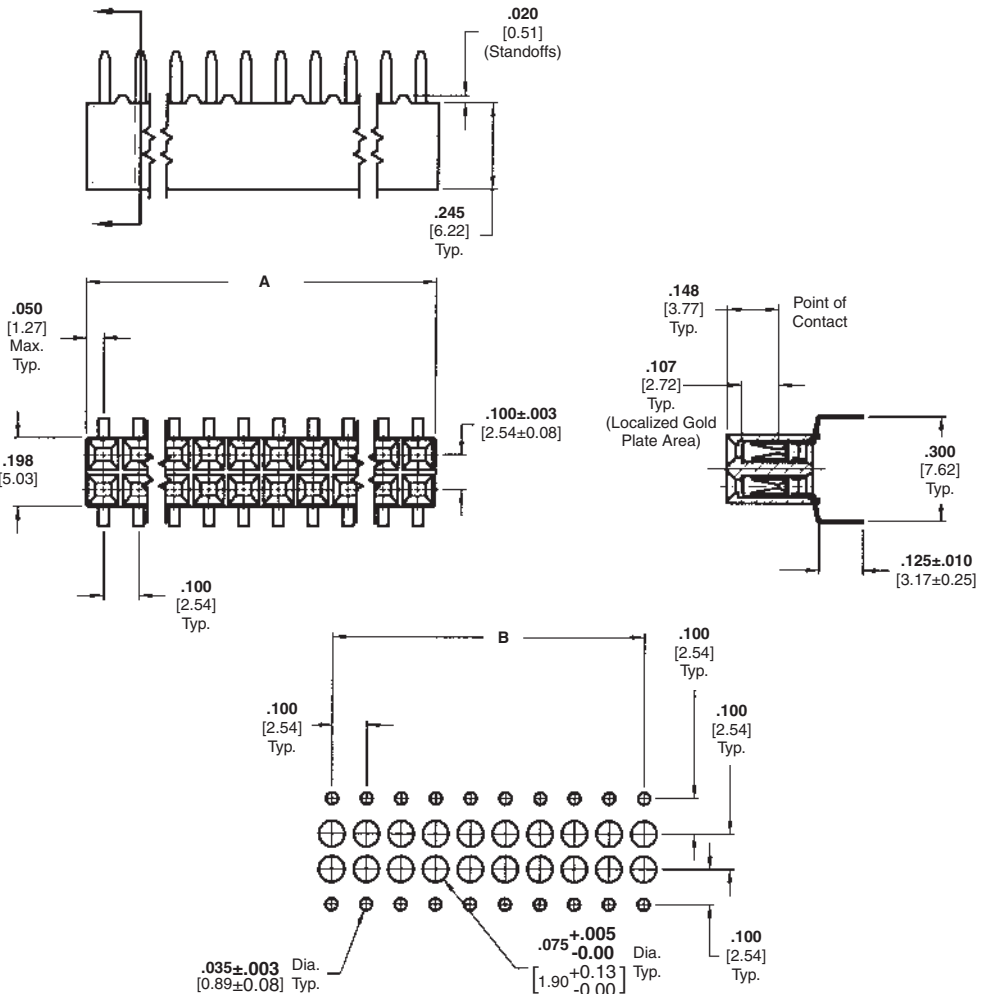 .020
[0.51]
(Standoffs)
.245
[6.22]
Typ.
A
.050
[1.27]
Max.
Typ.
.100±.003
[2.54±0.08]
.198
[5.03]
.100
[2.54]
Typ.
.148
[3.77]
Typ.
Point of
Contact
.107
[2.72]
Typ.
(Localized Gold
Plate Area)
.300
[7.62]
Typ.
.125±.010
[3.17±0.25]
B
.100
[2.54]
Typ.
.100
[2.54]
Typ.
.100
[2.54]
Typ.
.035±.003 Dia.
[0.89±0.08] Typ.
.075 +.005 -0.00 Dia.
[1.90 +0.13 -0.00] Typ.
.100
[2.54]
Typ.